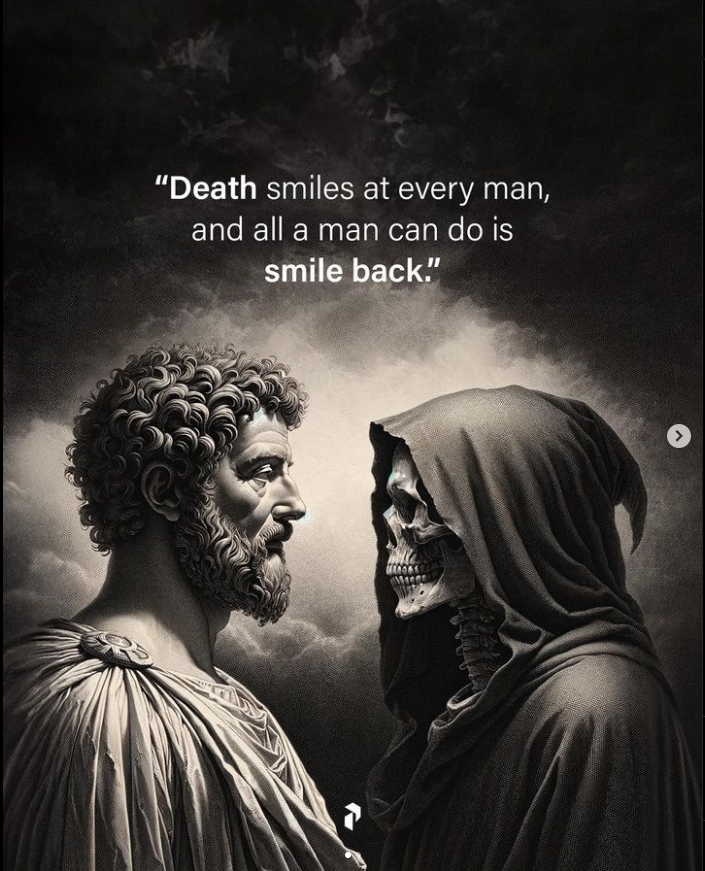 “Death smiles at every man,
and all a man can do is
smile back.”